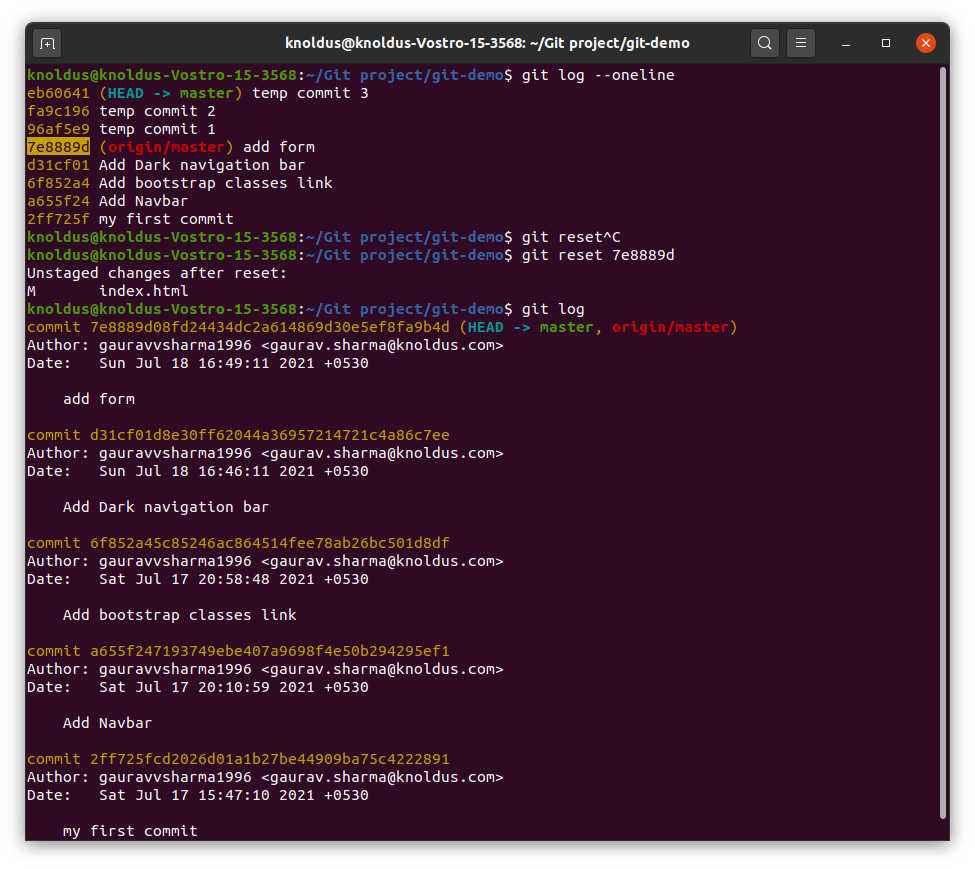 knoldus@knoldus-Vostro-15-3568: ~/Git project/git-demo
knoldus@knoldus-Vostro-15-3568:~/Git project/git-demo$ git log --oneline
eb60641 (HEAD -> master) temp commit 3
fa9c196 temp commit 2
96af5e9 temp commit 1
7e8889d (origin/master) add form
d31cf01 Add Dark navigation bar
6f852a4 Add bootstrap classes link
a655f24 Add Navbar
2ff725f my first commit
knoldus@knoldus-Vostro-15-3568:~/Git project/git-demo$ git reset^C
knoldus@knoldus-Vostro-15-3568:~/Git project/git-demo$ git reset 7e8889d
Unstaged changes after reset:
M       index.html
knoldus@knoldus-Vostro-15-3568:~/Git project/git-demo$ git log
commit 7e8889d08fd24434dc2a614869d30e5ef8fa9b4d (HEAD -> master, origin/master)
Author: gauravvsharma1996 <gaurav.sharma@knoldus.com>
Date:   Sun Jul 18 16:49:11 2021 +0530
    add form
commit d31cf01d8e30ff62044a36957214721c4a86c7ee
Author: gauravvsharma1996 <gaurav.sharma@knoldus.com>
Date:   Sun Jul 18 16:46:11 2021 +0530
    Add Dark navigation bar
commit 6f852a45c85246ac864514fee78ab26bc501d8df
Author: gauravvsharma1996 <gaurav.sharma@knoldus.com>
Date:   Sat Jul 17 20:58:48 2021 +0530
    Add bootstrap classes link
commit a655f247193749ebe407a9698f4e50b294295ef1
Author: gauravvsharma1996 <gaurav.sharma@knoldus.com>
Date:   Sat Jul 17 20:10:59 2021 +0530
    Add Navbar
commit 2ff725fcd2026d01a1b27be44909ba75c4222891
Author: gauravvsharma1996 <gaurav.sharma@knoldus.com>
Date:   Sat Jul 17 15:47:10 2021 +0530
    my first commit